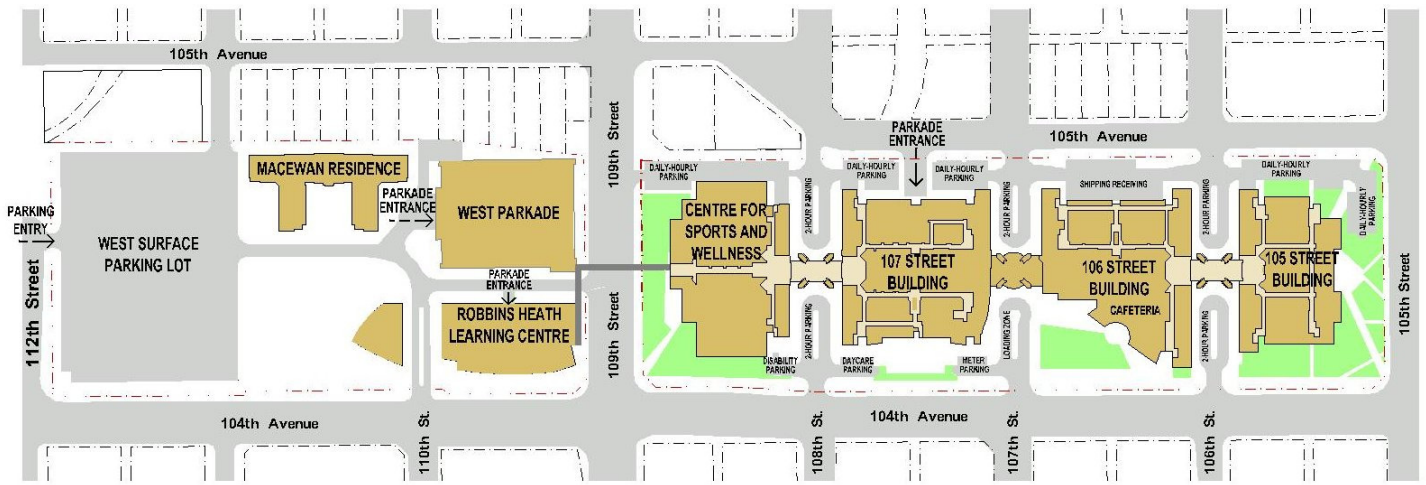 105th Avenue
109th Street
PARKADE
ENTRANCE
105th Avenue
MACEWAN RESIDENCE
DAILY-HOURLY
PARKING
2-HOUR PARKING
DAILY-HOURLY
PARKING
DAILY-HOURLY
PARKING
2-HOUR PARKING
SHIPPING RECEIVING
2-HOUR PARKING
DAILY-HOURLY
PARKING
DAILY-HOURLY
PARKING
PARKING
ENTRY
PARKADE
ENTRANCE
WEST PARKADE
CENTRE FOR
SPORTS AND
WELLNESS
WEST SURFACE
PARKING LOT
107 STREET
BUILDING
106 STREET
BUILDING
CAFETERIA
105 STREET
BUILDING
112th Street
PARKADE
ENTRANCE
ROBBINS HEATH
LEARNING CENTRE
109th Street
2-HOUR PARKING
LOADING ZONE
2-HOUR PARKING
105th Street
DISABILITY
PARKING
DAYCARE
PARKING
METER
PARKING
104th Avenue
110th St.
108th St.
104th Avenue
107th St.
106th St.